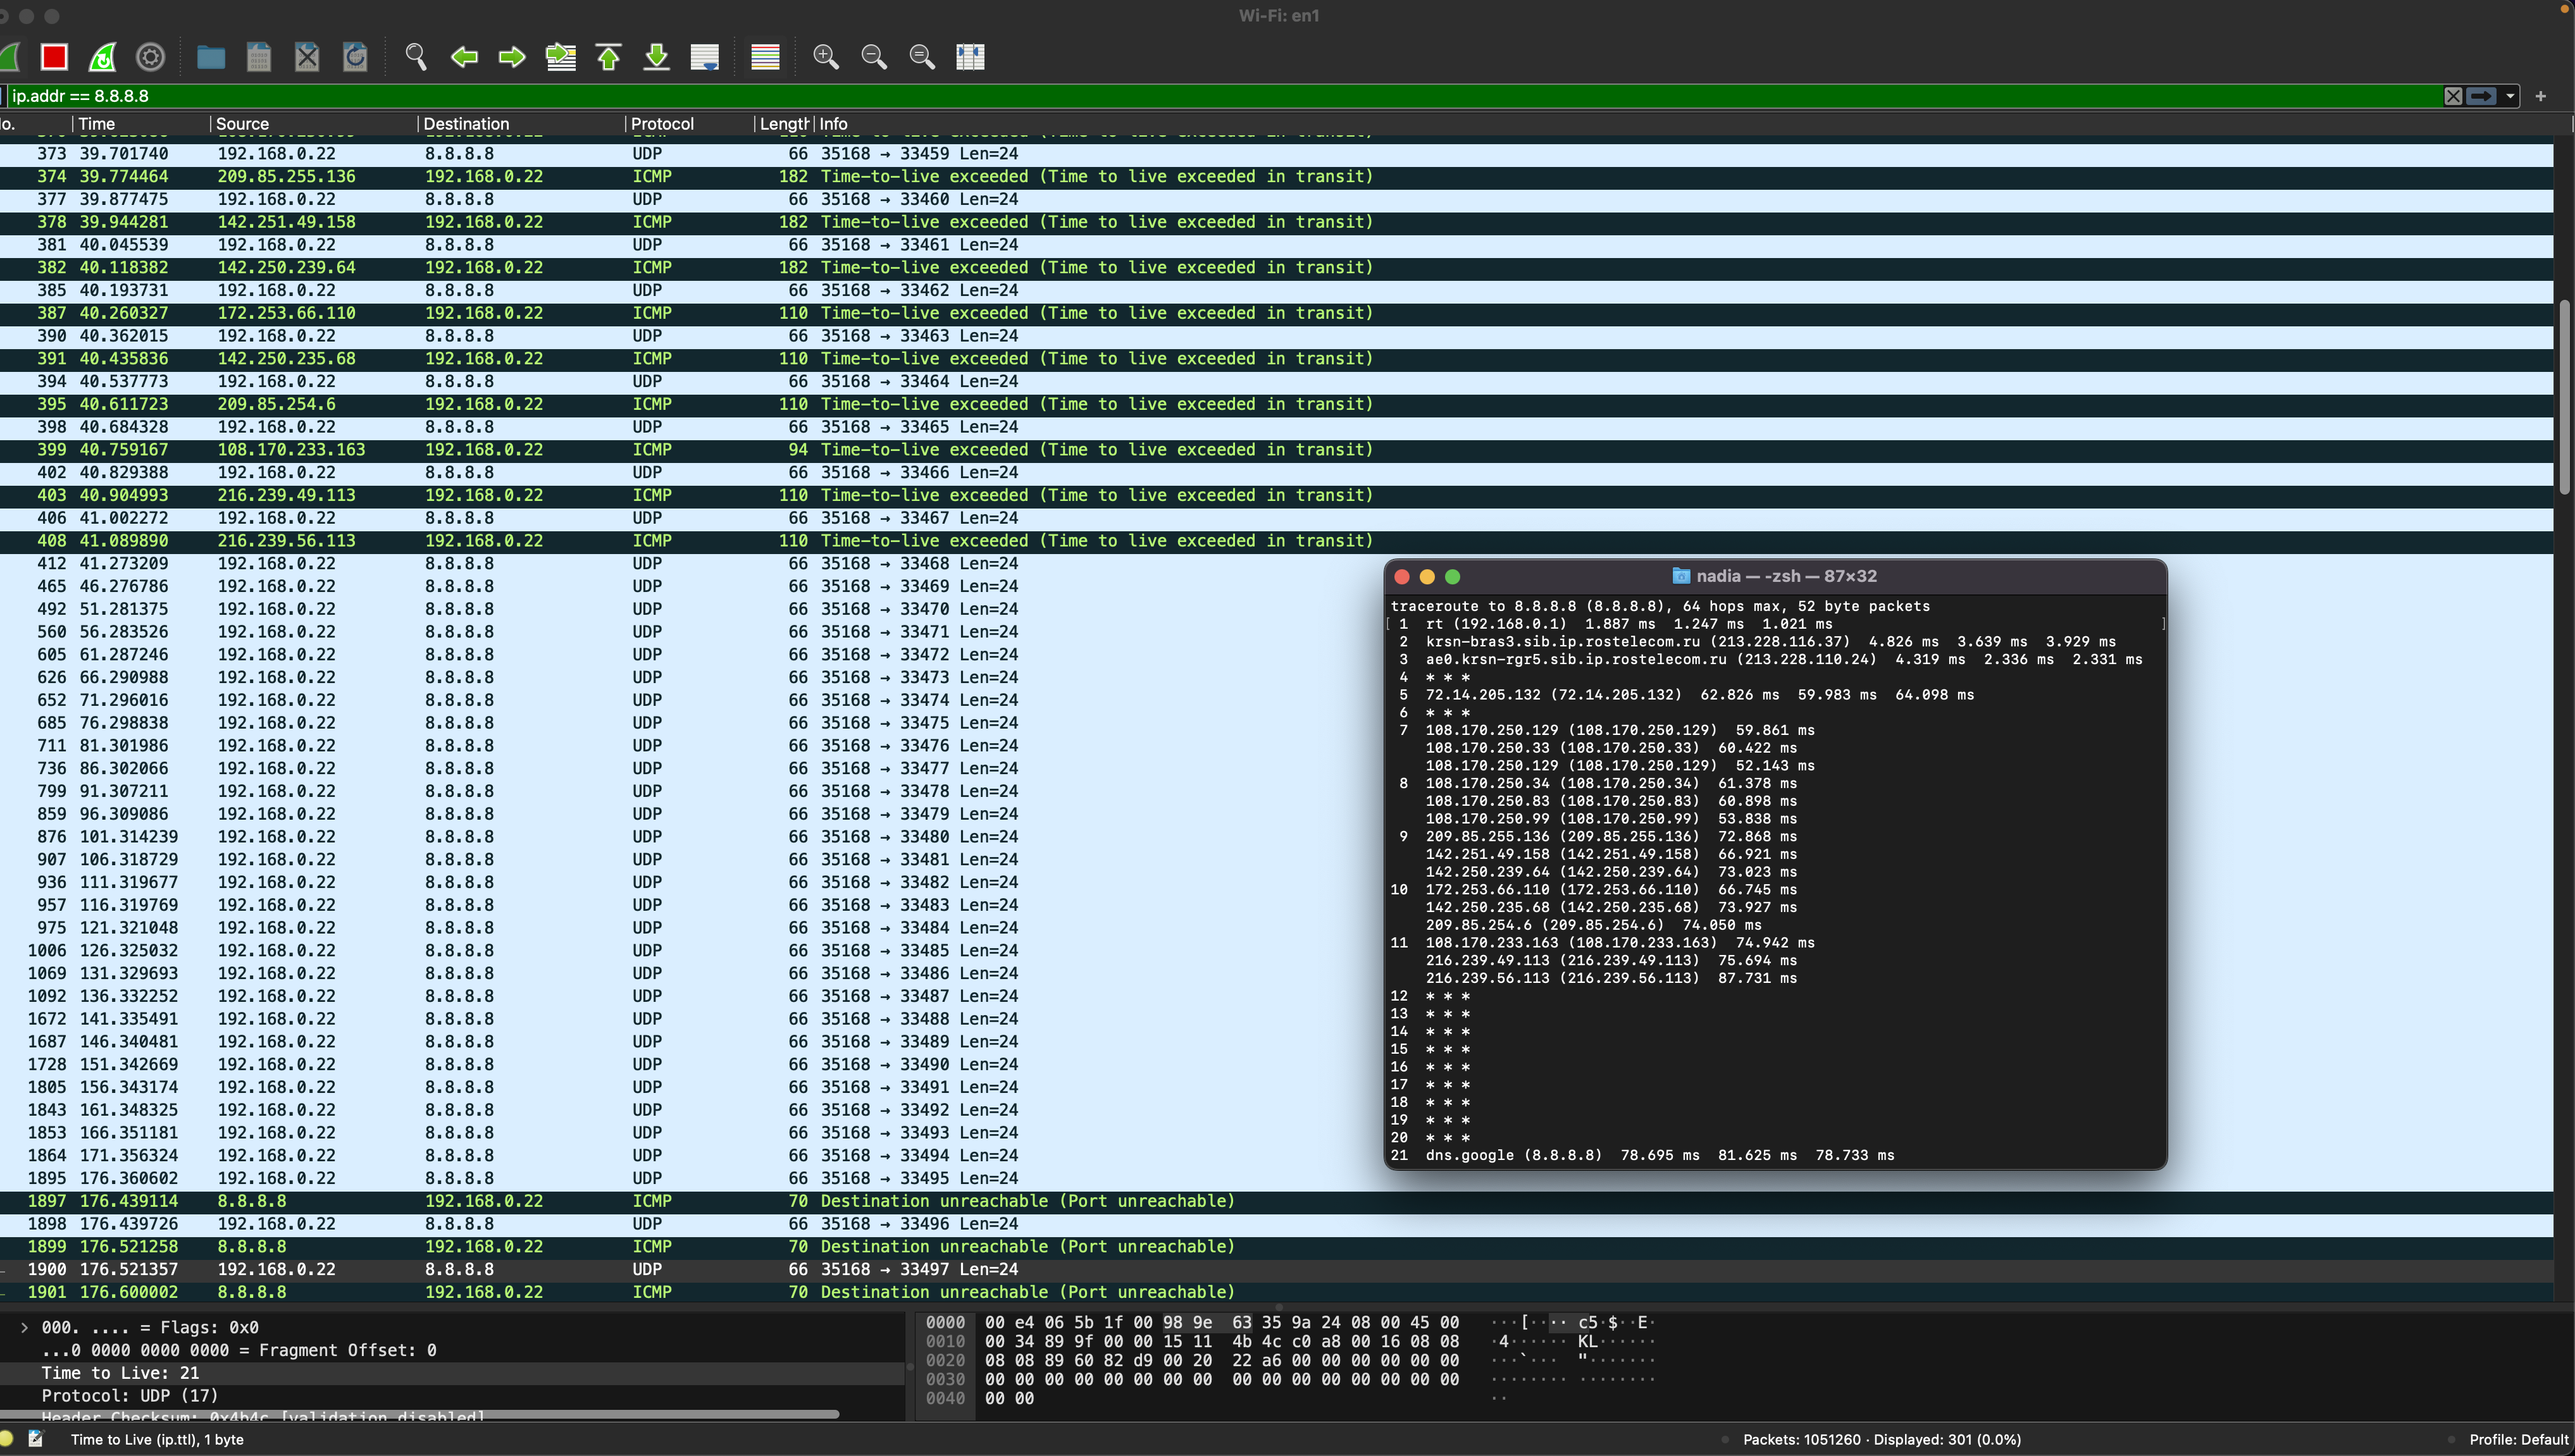 Wi-Fi: en1
ip.addr == 8.8.8.8
o. Time Source Destination Protocol Length Info
373 39.701740 192.168.0.22 8.8.8.8 UDP 66 35168 → 33459 Len=24
374 39.774464 209.85.255.136 192.168.0.22 ICMP 182 Time-to-live exceeded (Time to live exceeded in transit)
377 39.877475 192.168.0.22 8.8.8.8 UDP 66 35168 → 33460 Len=24
378 39.944281 142.251.49.158 192.168.0.22 ICMP 182 Time-to-live exceeded (Time to live exceeded in transit)
381 40.045539 192.168.0.22 8.8.8.8 UDP 66 35168 → 33461 Len=24
382 40.118382 142.250.239.64 192.168.0.22 ICMP 182 Time-to-live exceeded (Time to live exceeded in transit)
385 40.193731 192.168.0.22 8.8.8.8 UDP 66 35168 → 33462 Len=24
387 40.260327 172.253.66.110 192.168.0.22 ICMP 110 Time-to-live exceeded (Time to live exceeded in transit)
390 40.362015 192.168.0.22 8.8.8.8 UDP 66 35168 → 33463 Len=24
391 40.435836 142.250.235.68 192.168.0.22 ICMP 110 Time-to-live exceeded (Time to live exceeded in transit)
394 40.537773 192.168.0.22 8.8.8.8 UDP 66 35168 → 33464 Len=24
395 40.611723 209.85.254.6 192.168.0.22 ICMP 110 Time-to-live exceeded (Time to live exceeded in transit)
398 40.684328 192.168.0.22 8.8.8.8 UDP 66 35168 → 33465 Len=24
399 40.759167 108.170.233.163 192.168.0.22 ICMP 94 Time-to-live exceeded (Time to live exceeded in transit)
402 40.829388 192.168.0.22 8.8.8.8 UDP 66 35168 → 33466 Len=24
403 40.904993 216.239.49.113 192.168.0.22 ICMP 110 Time-to-live exceeded (Time to live exceeded in transit)
406 41.002272 192.168.0.22 8.8.8.8 UDP 66 35168 → 33467 Len=24
408 41.089890 216.239.56.113 192.168.0.22 ICMP 110 Time-to-live exceeded (Time to live exceeded in transit)
412 41.273209 192.168.0.22 8.8.8.8 UDP 66 35168 → 33468 Len=24
465 46.276786 192.168.0.22 8.8.8.8 UDP 66 35168 → 33469 Len=24
492 51.281375 192.168.0.22 8.8.8.8 UDP 66 35168 → 33470 Len=24
560 56.283526 192.168.0.22 8.8.8.8 UDP 66 35168 → 33471 Len=24
605 61.287246 192.168.0.22 8.8.8.8 UDP 66 35168 → 33472 Len=24
626 66.290988 192.168.0.22 8.8.8.8 UDP 66 35168 → 33473 Len=24
652 71.296016 192.168.0.22 8.8.8.8 UDP 66 35168 → 33474 Len=24
685 76.298838 192.168.0.22 8.8.8.8 UDP 66 35168 → 33475 Len=24
711 81.301986 192.168.0.22 8.8.8.8 UDP 66 35168 → 33476 Len=24
736 86.302066 192.168.0.22 8.8.8.8 UDP 66 35168 → 33477 Len=24
799 91.307211 192.168.0.22 8.8.8.8 UDP 66 35168 → 33478 Len=24
859 96.309086 192.168.0.22 8.8.8.8 UDP 66 35168 → 33479 Len=24
876 101.314239 192.168.0.22 8.8.8.8 UDP 66 35168 → 33480 Len=24
907 106.318729 192.168.0.22 8.8.8.8 UDP 66 35168 → 33481 Len=24
936 111.319677 192.168.0.22 8.8.8.8 UDP 66 35168 → 33482 Len=24
957 116.319769 192.168.0.22 8.8.8.8 UDP 66 35168 → 33483 Len=24
975 121.321048 192.168.0.22 8.8.8.8 UDP 66 35168 → 33484 Len=24
1006 126.325032 192.168.0.22 8.8.8.8 UDP 66 35168 → 33485 Len=24
1069 131.329693 192.168.0.22 8.8.8.8 UDP 66 35168 → 33486 Len=24
1092 136.332252 192.168.0.22 8.8.8.8 UDP 66 35168 → 33487 Len=24
1672 141.335491 192.168.0.22 8.8.8.8 UDP 66 35168 → 33488 Len=24
1687 146.340481 192.168.0.22 8.8.8.8 UDP 66 35168 → 33489 Len=24
1728 151.342669 192.168.0.22 8.8.8.8 UDP 66 35168 → 33490 Len=24
1805 156.343174 192.168.0.22 8.8.8.8 UDP 66 35168 → 33491 Len=24
1843 161.348325 192.168.0.22 8.8.8.8 UDP 66 35168 → 33492 Len=24
1853 166.351181 192.168.0.22 8.8.8.8 UDP 66 35168 → 33493 Len=24
1864 171.356324 192.168.0.22 8.8.8.8 UDP 66 35168 → 33494 Len=24
1895 176.360602 192.168.0.22 8.8.8.8 UDP 66 35168 → 33495 Len=24
1897 176.439114 8.8.8.8 192.168.0.22 ICMP 70 Destination unreachable (Port unreachable)
1898 176.439726 192.168.0.22 8.8.8.8 UDP 66 35168 → 33496 Len=24
1899 176.521258 8.8.8.8 192.168.0.22 ICMP 70 Destination unreachable (Port unreachable)
1900 176.521357 192.168.0.22 8.8.8.8 UDP 66 35168 → 33497 Len=24
1901 176.600002 8.8.8.8 192.168.0.22 ICMP 70 Destination unreachable (Port unreachable)
nadia — -zsh — 87×32
traceroute to 8.8.8.8 (8.8.8.8), 64 hops max, 52 byte packets
[ 1 rt (192.168.0.1) 1.887 ms 1.247 ms 1.021 ms ]
2 krsn-bras3.sib.ip.rostelecom.ru (213.228.116.37) 4.826 ms 3.639 ms 3.929 ms
3 ae0.krsn-rgr5.sib.ip.rostelecom.ru (213.228.110.24) 4.319 ms 2.336 ms 2.331 ms
4 * * *
5 72.14.205.132 (72.14.205.132) 62.826 ms 59.983 ms 64.098 ms
6 * * *
7 108.170.250.129 (108.170.250.129) 59.861 ms
108.170.250.33 (108.170.250.33) 60.422 ms
108.170.250.129 (108.170.250.129) 52.143 ms
8 108.170.250.34 (108.170.250.34) 61.378 ms
108.170.250.83 (108.170.250.83) 60.898 ms
108.170.250.99 (108.170.250.99) 53.838 ms
9 209.85.255.136 (209.85.255.136) 72.868 ms
142.251.49.158 (142.251.49.158) 66.921 ms
142.250.239.64 (142.250.239.64) 73.023 ms
10 172.253.66.110 (172.253.66.110) 66.745 ms
142.250.235.68 (142.250.235.68) 73.927 ms
209.85.254.6 (209.85.254.6) 74.050 ms
11 108.170.233.163 (108.170.233.163) 74.942 ms
216.239.49.113 (216.239.49.113) 75.694 ms
216.239.56.113 (216.239.56.113) 87.731 ms
12 * * *
13 * * *
14 * * *
15 * * *
16 * * *
17 * * *
18 * * *
19 * * *
20 * * *
21 dns.google (8.8.8.8) 78.695 ms 81.625 ms 78.733 ms
000. .... = Flags: 0x0
...0 0000 0000 0000 = Fragment Offset: 0
Time to Live: 21
Protocol: UDP (17)
Header Checksum: 0x4b4c [validation disabled]
0000 00 e4 06 5b 1f 00 98 9e 63 35 9a 24 08 00 45 00 ···[···· c5·$··E·
0010 00 34 89 9f 00 00 15 11 4b 4c c0 a8 00 16 08 08 ·4······ KL······
0020 08 08 89 60 82 d9 00 20 22 a6 00 00 00 00 00 00 ···`··· "·······
0030 00 00 00 00 00 00 00 00 00 00 00 00 00 00 00 00 ········ ········
0040 00 00 ··
Time to Live (ip.ttl), 1 byte
Packets: 1051260 · Displayed: 301 (0.0%)
Profile: Default